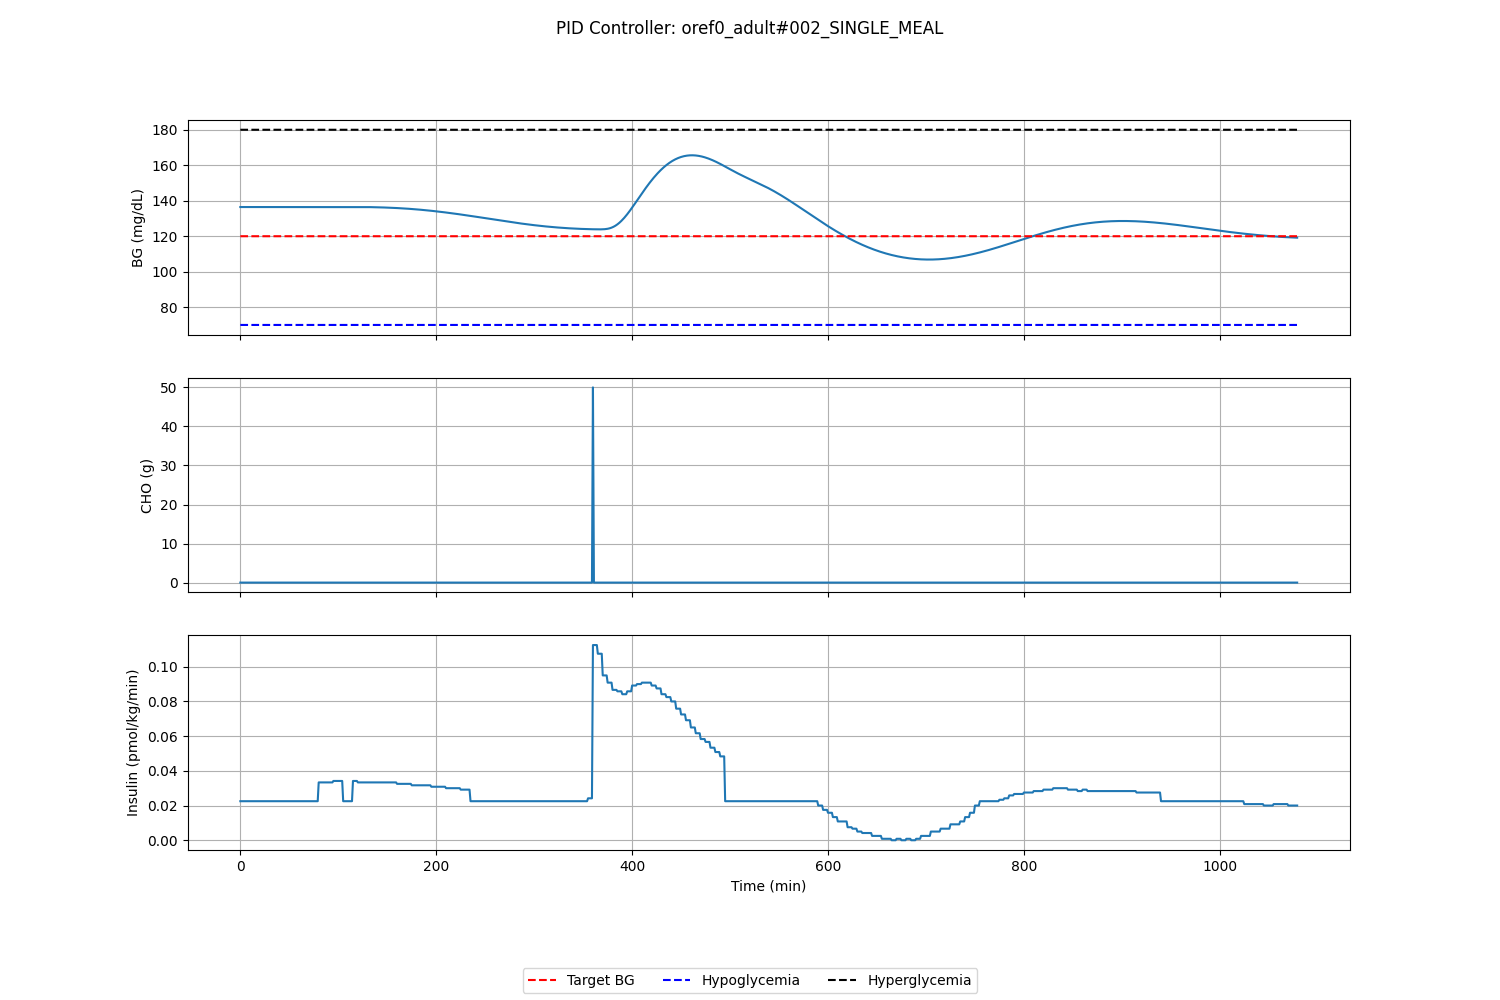 PID Controller: oref0_adult#002_SINGLE_MEAL
180
160
140
120
100
80
BG (mg/dL)
50
40
30
20
10
0
CHO (g)
0.10
0.08
0.06
0.04
0.02
0.00
Insulin (pmol/kg/min)
0 200 400 600 800 1000
Time (min)
Target BG Hypoglycemia Hyperglycemia